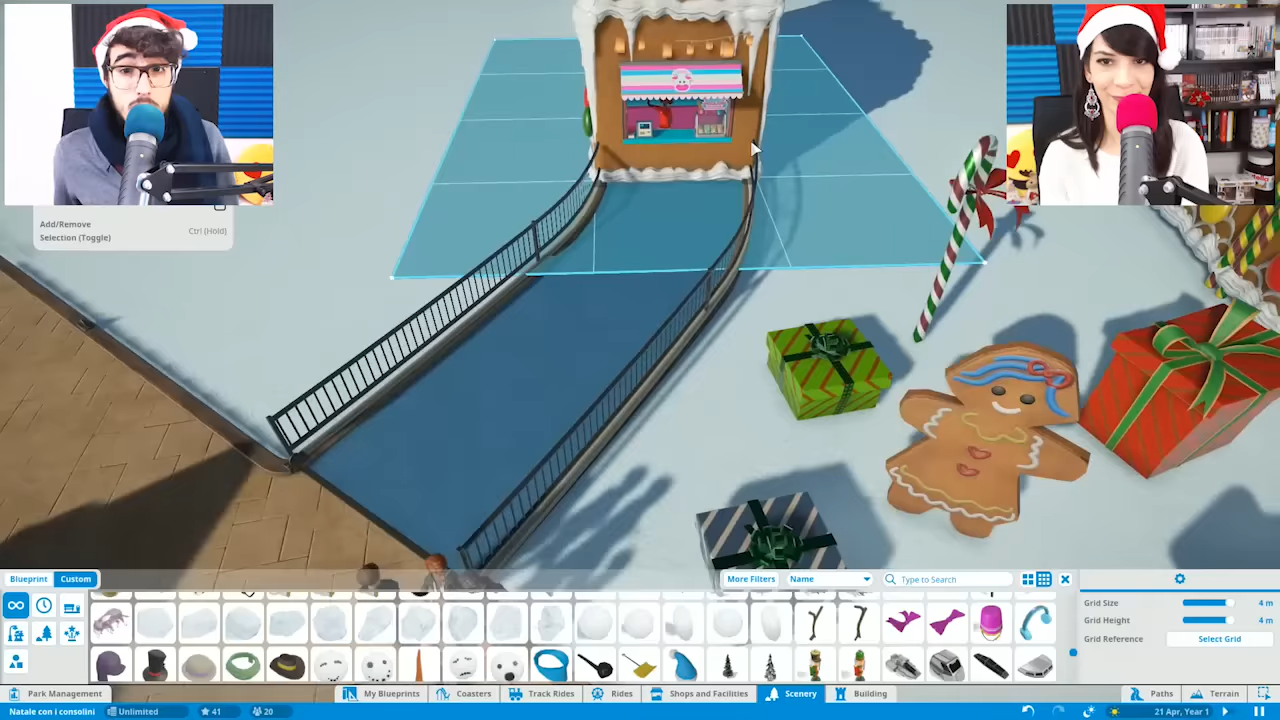 Add/Remove
Selection (Toggle)
Ctrl (Hold)
Blueprint
Custom
More Filters
Name
Type to Search
Grid Size
4 m
Grid Height
4 m
Grid Reference
Select Grid
Park Management
My Blueprints
Coasters
Track Rides
Rides
Shops and Facilities
Scenery
Building
Paths
Terrain
Natale con i consolini
Unlimited
41
20
21 Apr, Year 1